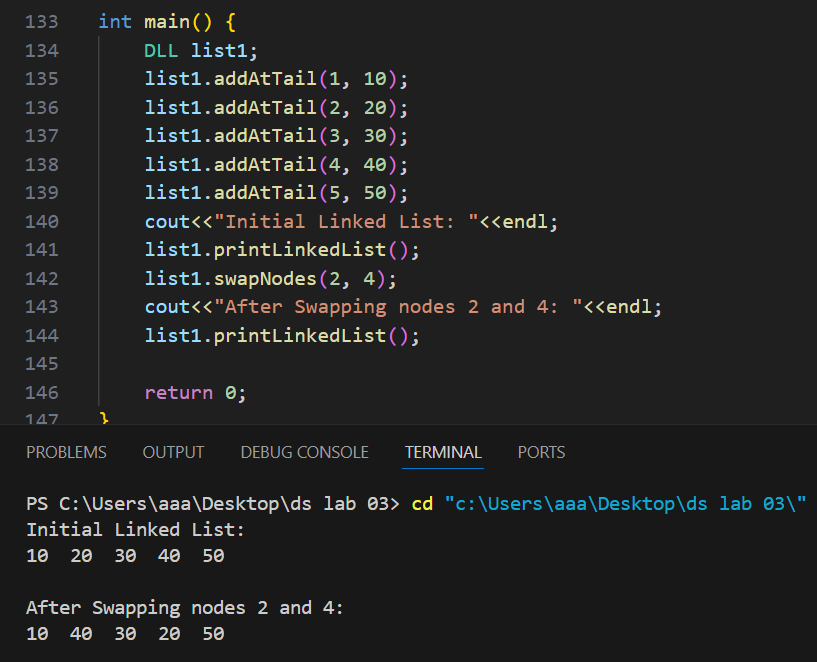 133 int main() {
134 DLL list1;
135 list1.addAtTail(1, 10);
136 list1.addAtTail(2, 20);
137 list1.addAtTail(3, 30);
138 list1.addAtTail(4, 40);
139 list1.addAtTail(5, 50);
140 cout<<"Initial Linked List: "<<endl;
141 list1.printLinkedList();
142 list1.swapNodes(2, 4);
143 cout<<"After Swapping nodes 2 and 4: "<<endl;
144 list1.printLinkedList();
145
146 return 0;
147 }
PROBLEMS OUTPUT DEBUG CONSOLE TERMINAL PORTS
PS C:\Users\aaa\Desktop\ds lab 03> cd "c:\Users\aaa\Desktop\ds lab 03\"
Initial Linked List:
10 20 30 40 50
After Swapping nodes 2 and 4:
10 40 30 20 50